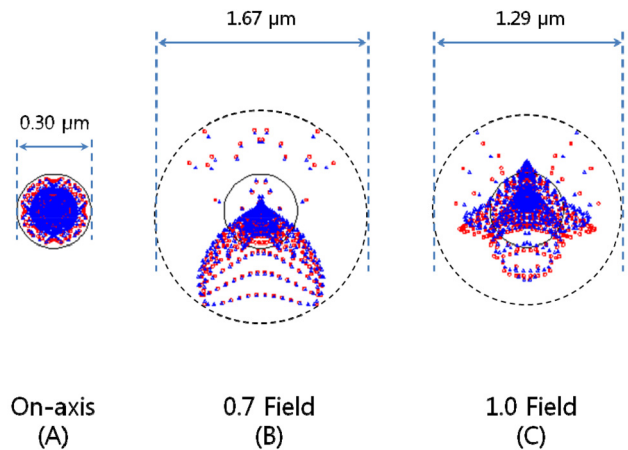 1.67 µm
1.29 µm
0.30 µm
On-axis
(A)
0.7 Field
(B)
1.0 Field
(C)